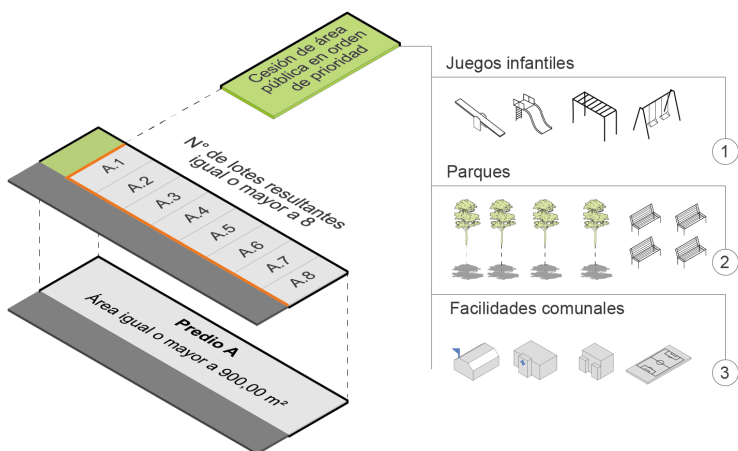 Cesión de área
pública en orden
de prioridad
Juegos infantiles
1
N° de lotes resultantes
igual o mayor a 8
A.1
A.2
A.3
A.4
A.5
A.6
A.7
A.8
Parques
2
Predio A
Área igual o mayor a 900,00 m²
Facilidades comunales
3